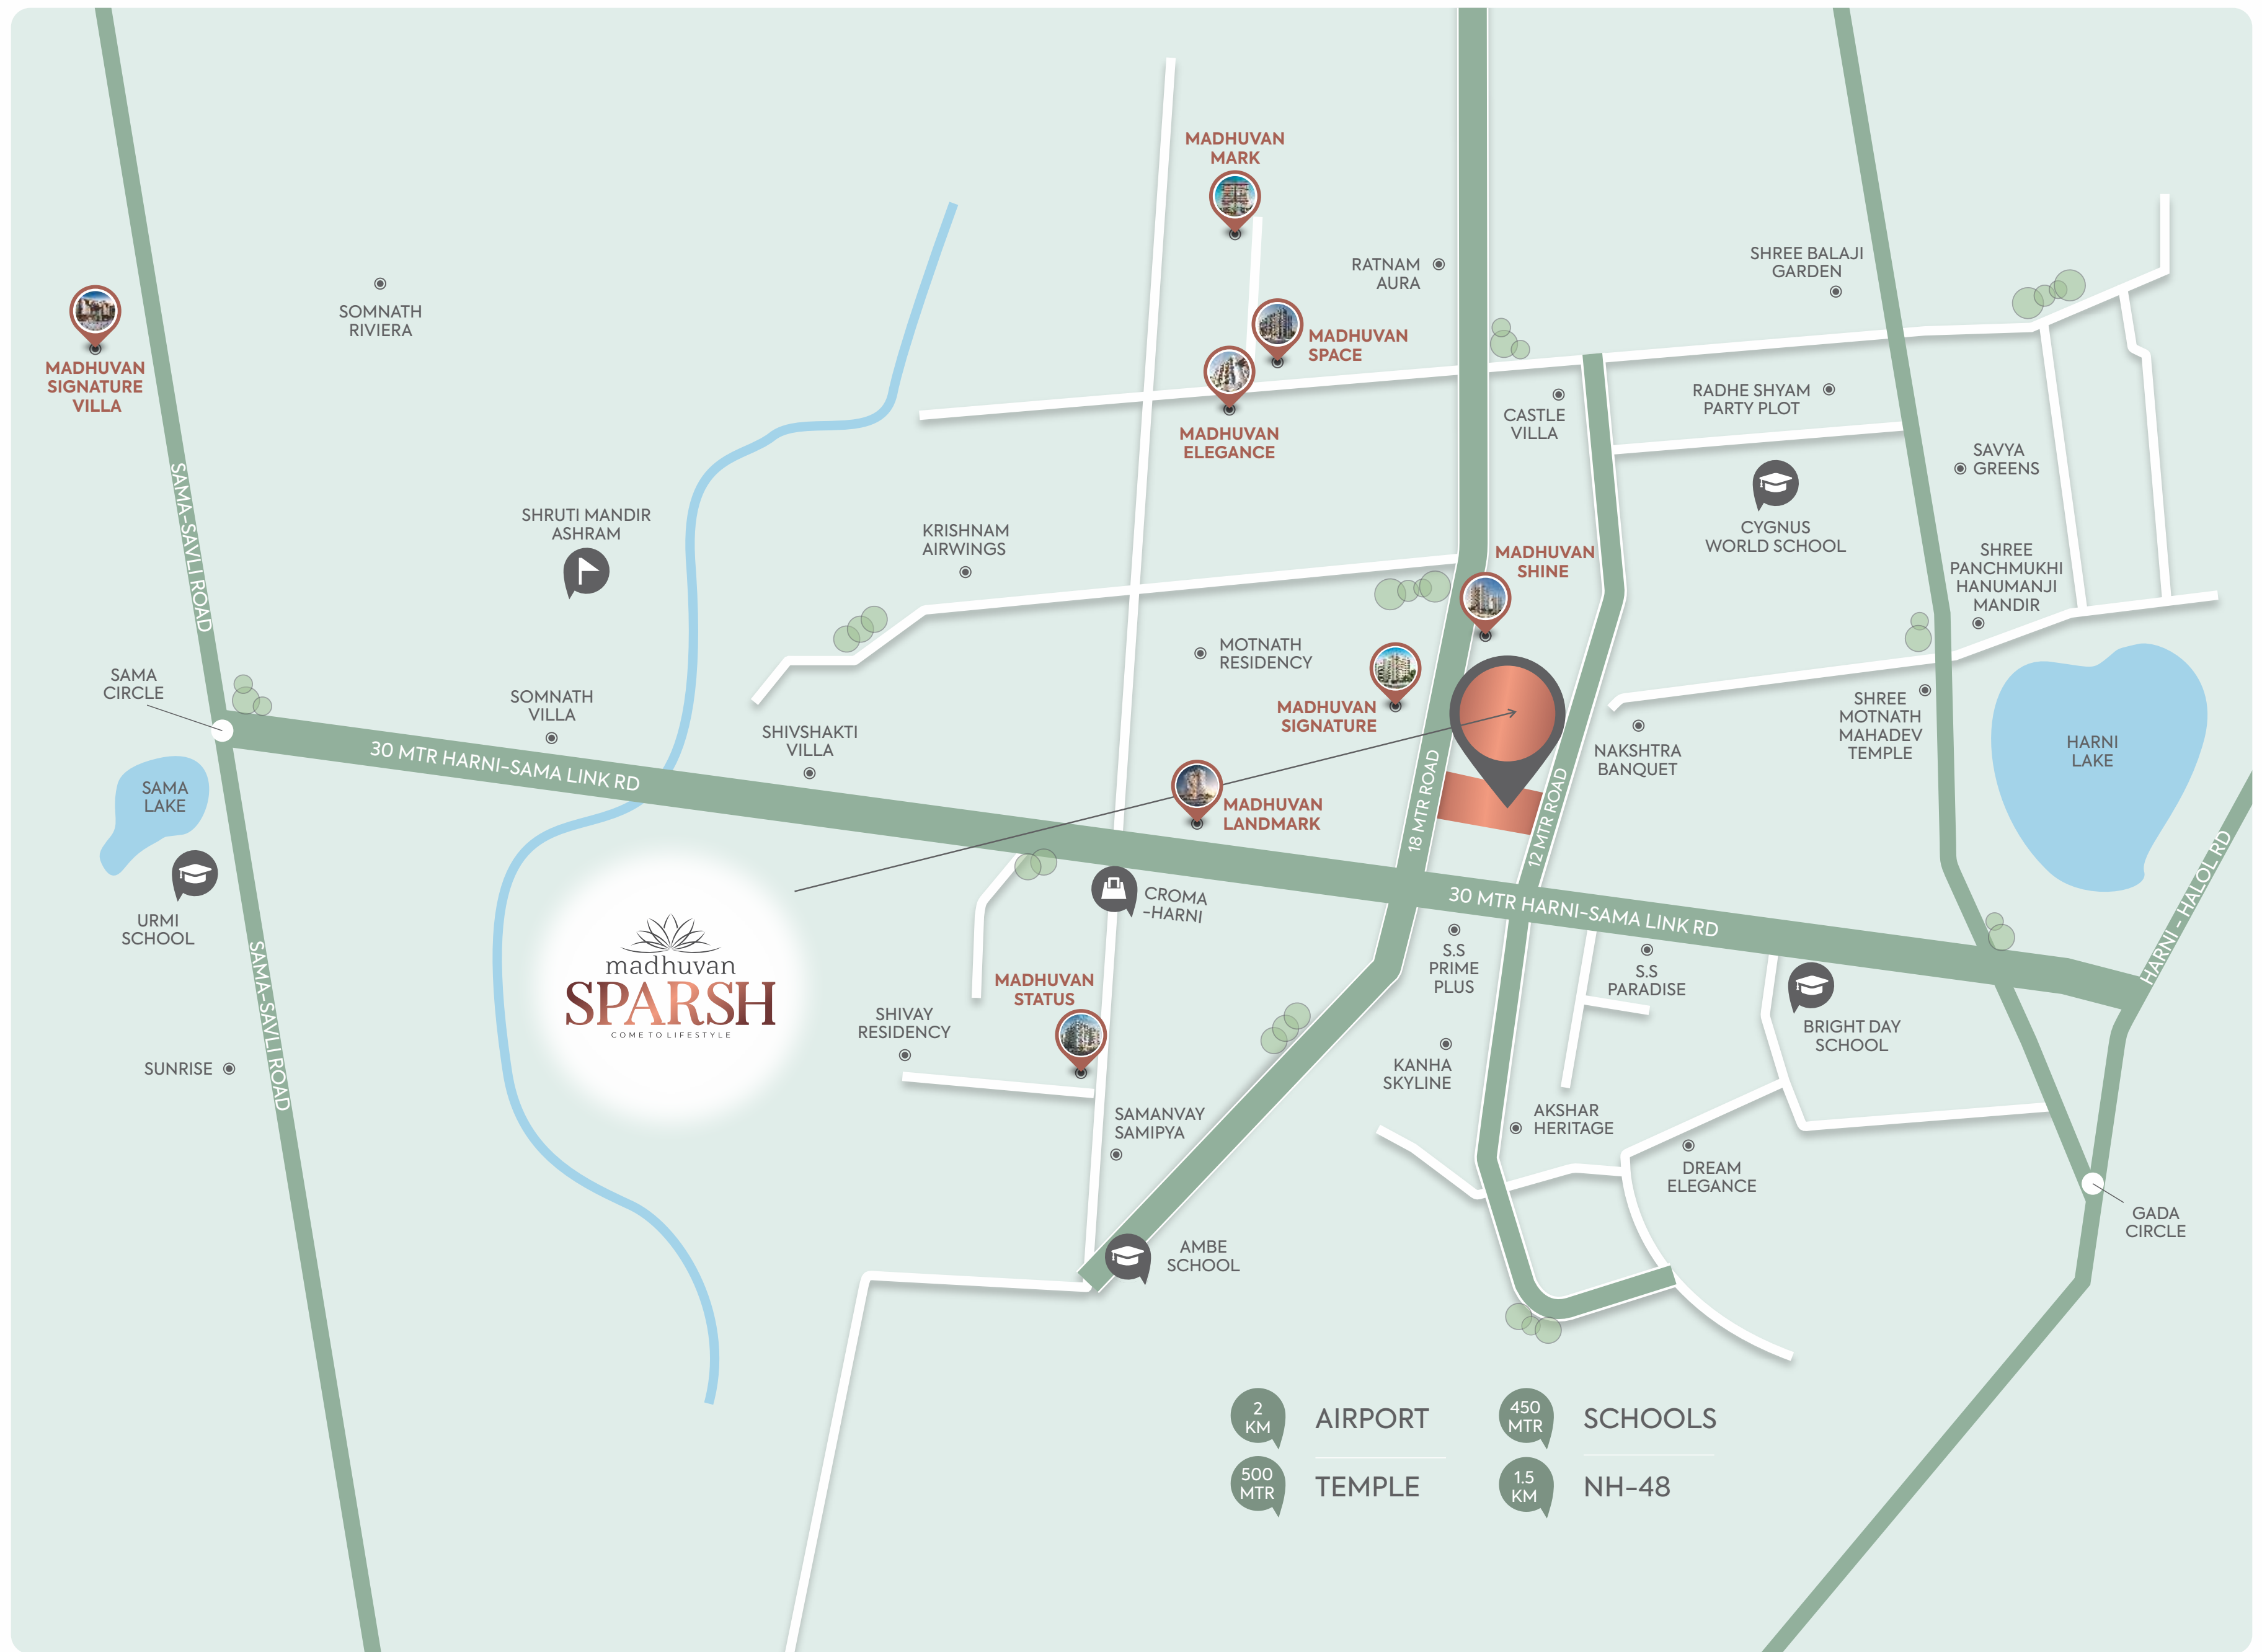 MADHUVAN
MARK
RATNAM
AURA
SHREE BALAJI
GARDEN
SOMNATH
RIVIERA
MADHUVAN
SPACE
MADHUVAN
SIGNATURE
VILLA
RADHE SHYAM
PARTY PLOT
CASTLE
VILLA
MADHUVAN
ELEGANCE
SAVYA
GREENS
SAMA-SAVLI ROAD
SHRUTI MANDIR
ASHRAM
KRISHNAM
AIRWINGS
CYGNUS
WORLD SCHOOL
MADHUVAN
SHINE
SHREE
PANCHMUKHI
HANUMANJI
MANDIR
MOTNATH
RESIDENCY
SAMA
CIRCLE
SOMNATH
VILLA
MADHUVAN
SIGNATURE
SHREE
MOTNATH
MAHADEV
TEMPLE
SHIVSHAKTI
VILLA
NAKSHTRA
BANQUET
HARNI
LAKE
30 MTR HARNI-SAMA LINK RD
SAMA
LAKE
MADHUVAN
LANDMARK
18 MTR ROAD
12 MTR ROAD
HARNI - HALOL RD
CROMA
-HARNI
30 MTR HARNI-SAMA LINK RD
URMI
SCHOOL
SAMA-SAVLI ROAD
madhuvan
SPARSH
COME TO LIFESTYLE
MADHUVAN
STATUS
S.S
PRIME
PLUS
S.S
PARADISE
SHIVAY
RESIDENCY
BRIGHT DAY
SCHOOL
SUNRISE
KANHA
SKYLINE
SAMANVAY
SAMIPYA
AKSHAR
HERITAGE
DREAM
ELEGANCE
GADA
CIRCLE
AMBE
SCHOOL
2
KM
AIRPORT
450
MTR
SCHOOLS
500
MTR
TEMPLE
1.5
KM
NH-48